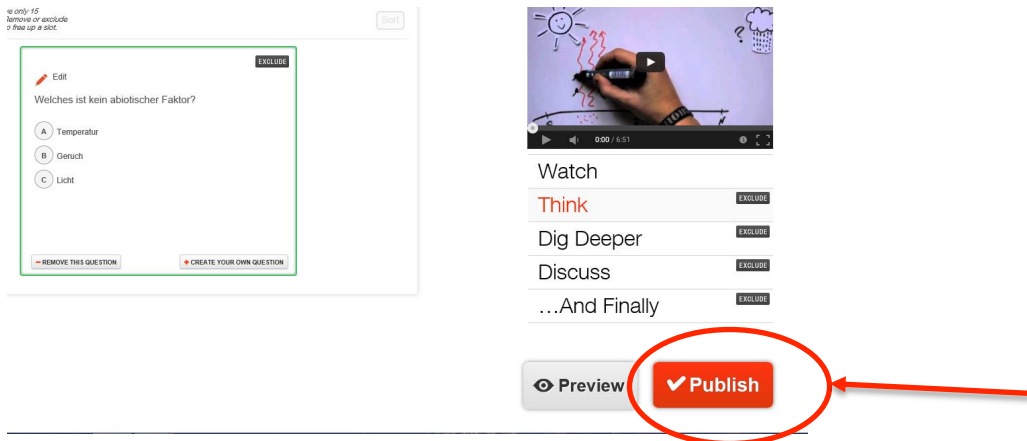 ve only 15
Remove or exclude
o free up a slot.
Sort
EXCLUDE
Edit
Welches ist kein abiotischer Faktor?
A Temperatur
B Geruch
C Licht
REMOVE THIS QUESTION
+ CREATE YOUR OWN QUESTION
?
S N
0:00 / 6:51
Watch
Think EXCLUDE
Dig Deeper EXCLUDE
Discuss EXCLUDE
…And Finally EXCLUDE
Preview
Publish